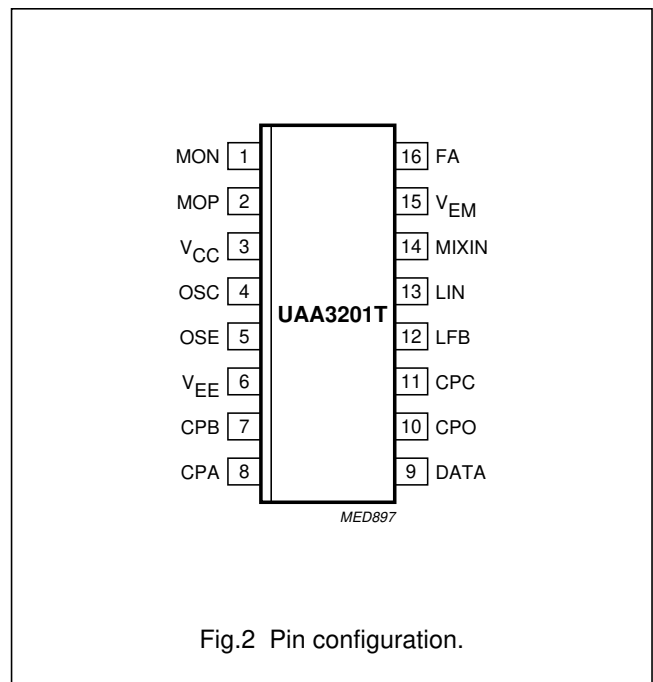 MON 1
MOP 2
VCC 3
OSC 4
OSE 5
VEE 6
CPB 7
CPA 8
UAA3201T
16 FA
15 VEM
14 MIXIN
13 LIN
12 LFB
11 CPC
10 CPO
9 DATA
MED897
Fig.2 Pin configuration.